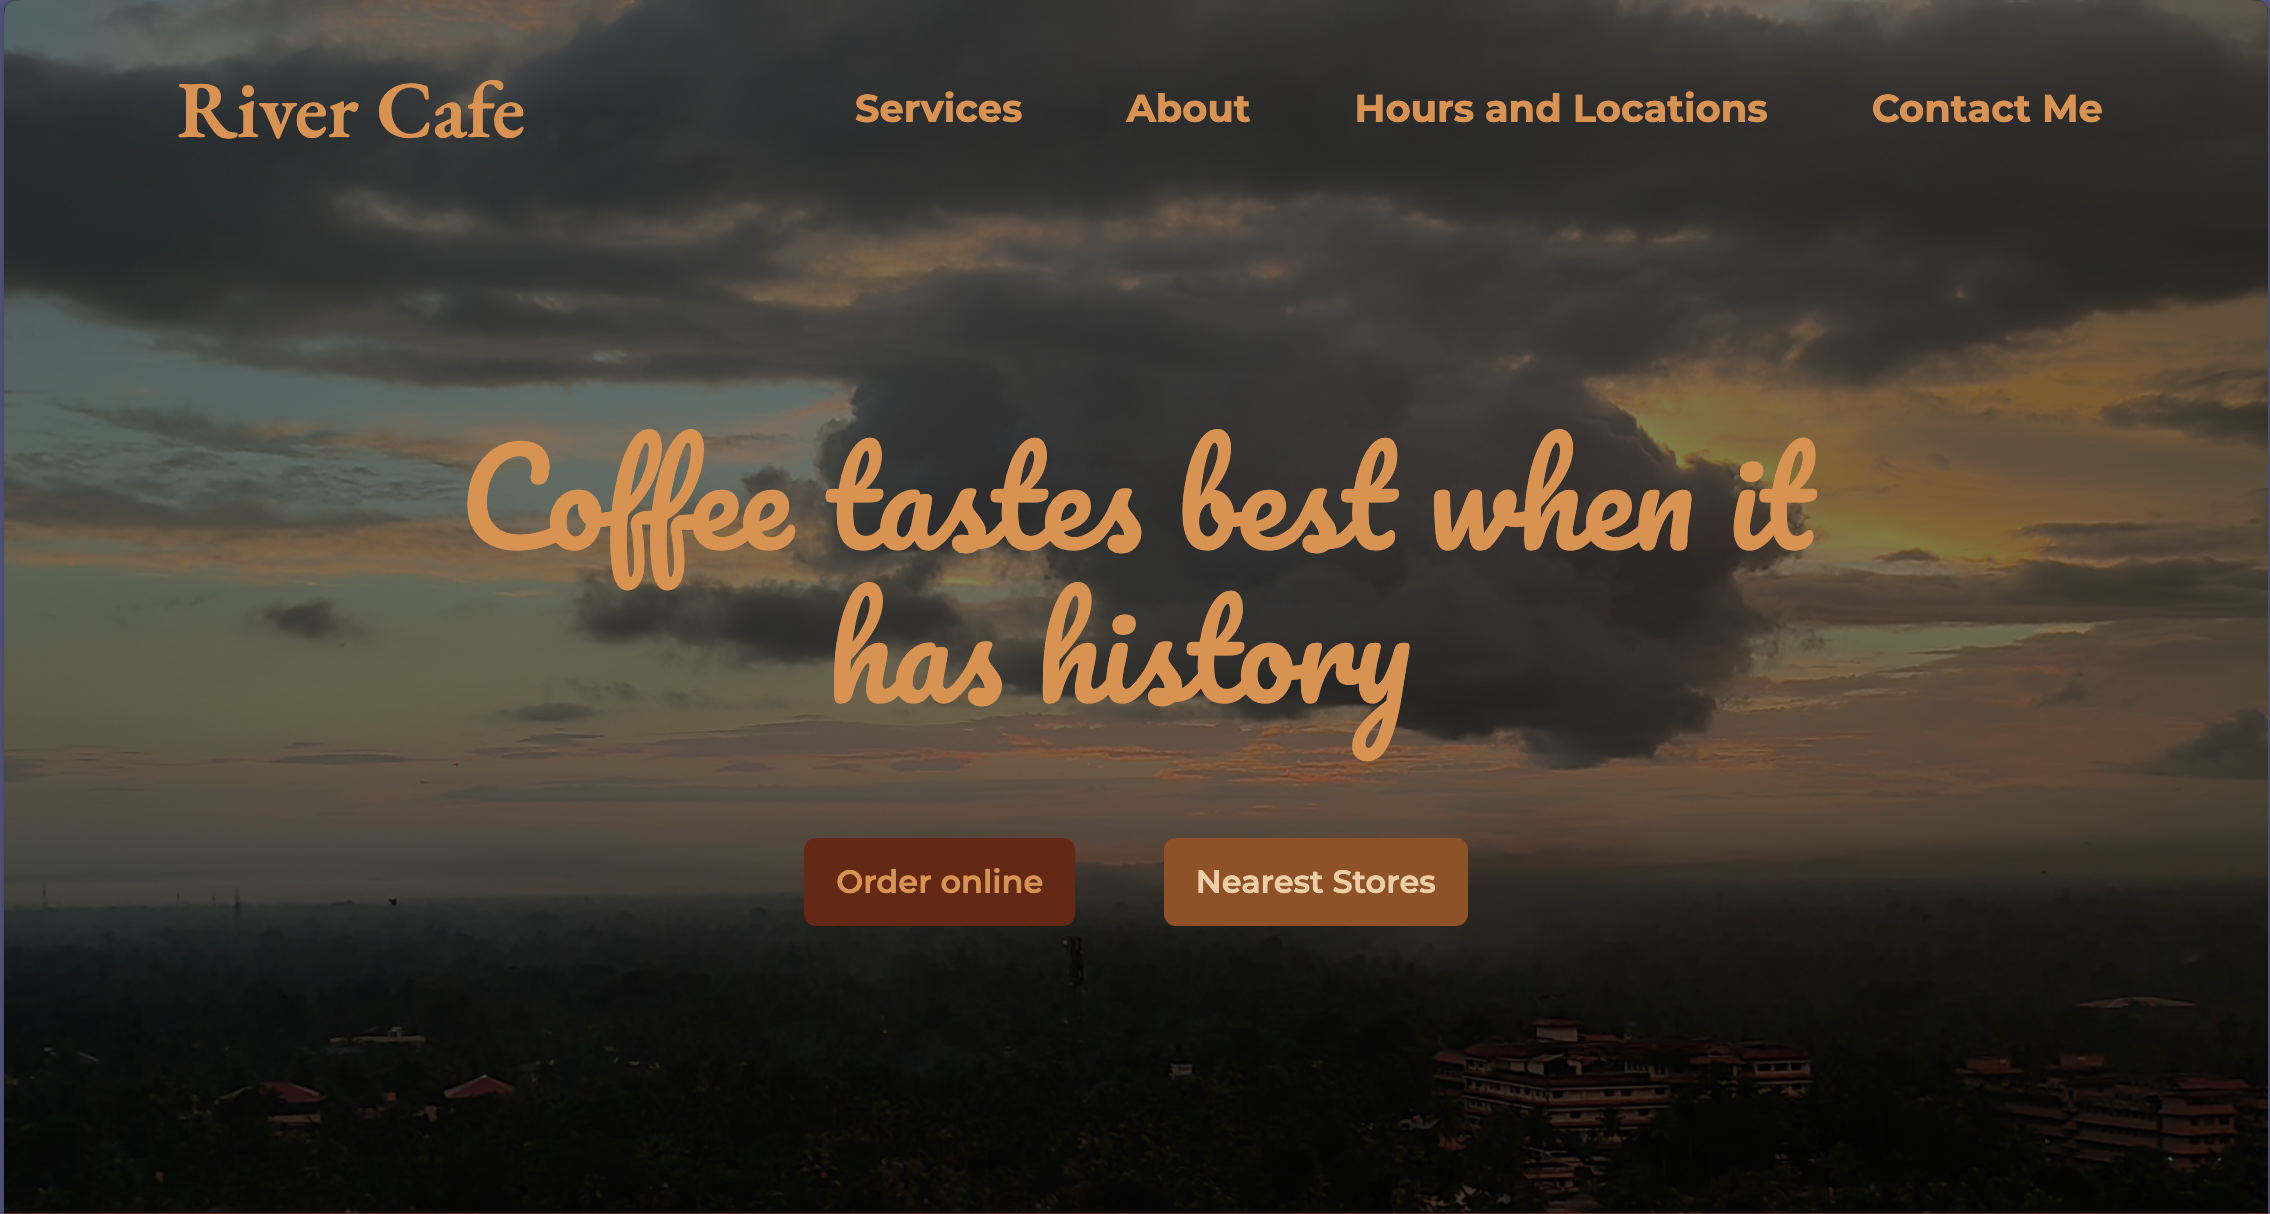 River Cafe
Services
About
Hours and Locations
Contact Me
Coffee tastes best when it
has history
Order online
Nearest Stores